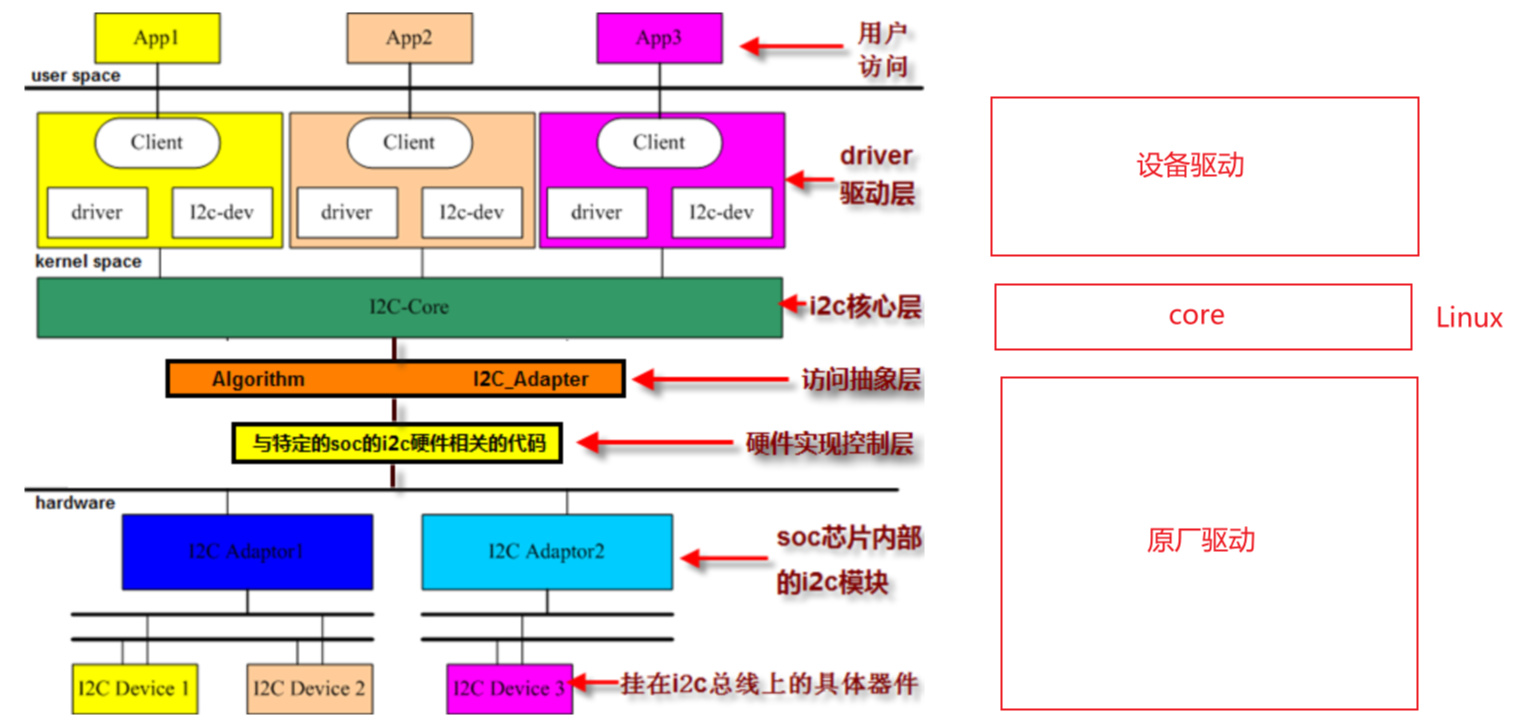 App1
App2
App3
用户
访问
user space
Client
Client
Client
driver
I2c-dev
driver
I2c-dev
driver
I2c-dev
driver
驱动层
设备驱动
kernel space
I2C-Core
i2c核心层
core
Linux
Algorithm
I2C_Adapter
访问抽象层
与特定的soc的i2c硬件相关的代码
硬件实现控制层
hardware
I2C Adaptor1
I2C Adaptor2
soc芯片内部
的i2c模块
原厂驱动
I2C Device 1
I2C Device 2
I2C Device 3
挂在i2c总线上的具体器件